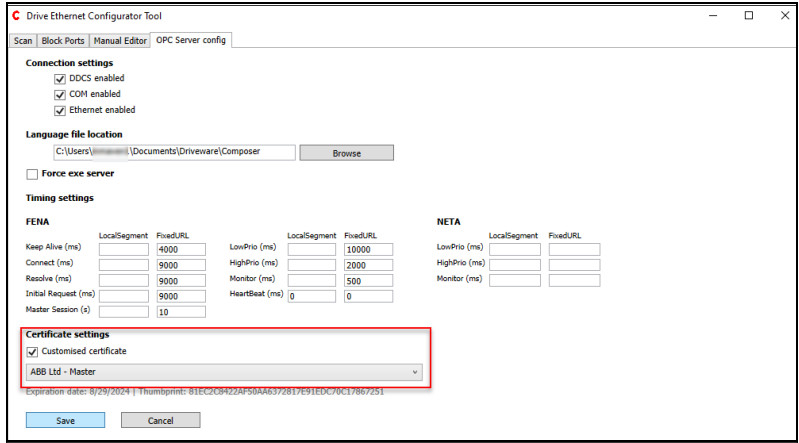 Drive Ethernet Configurator Tool
Scan Block Ports Manual Editor OPC Server config
Connection settings
DDCS enabled
COM enabled
Ethernet enabled
Language file location
C:\Users\ .\Documents\Driveware\Composer Browse
Force exe server
Timing settings
FENA NETA
LocalSegment FixedURL LocalSegment FixedURL LocalSegment FixedURL
Keep Alive (ms) 4000 LowPrio (ms) 10000 LowPrio (ms)
Connect (ms) 9000 HighPrio (ms) 2000 HighPrio (ms)
Resolve (ms) 9000 Monitor (ms) 500 Monitor (ms)
Initial Request (ms) 9000 HeartBeat (ms) 0 0
Master Session (s) 10
Certificate settings
Customised certificate
ABB Ltd - Master
Expiration date: 8/29/2024 | Thumbprint: 81EC2C8422AF50AA6372817E91EDC70C17867251
Save Cancel